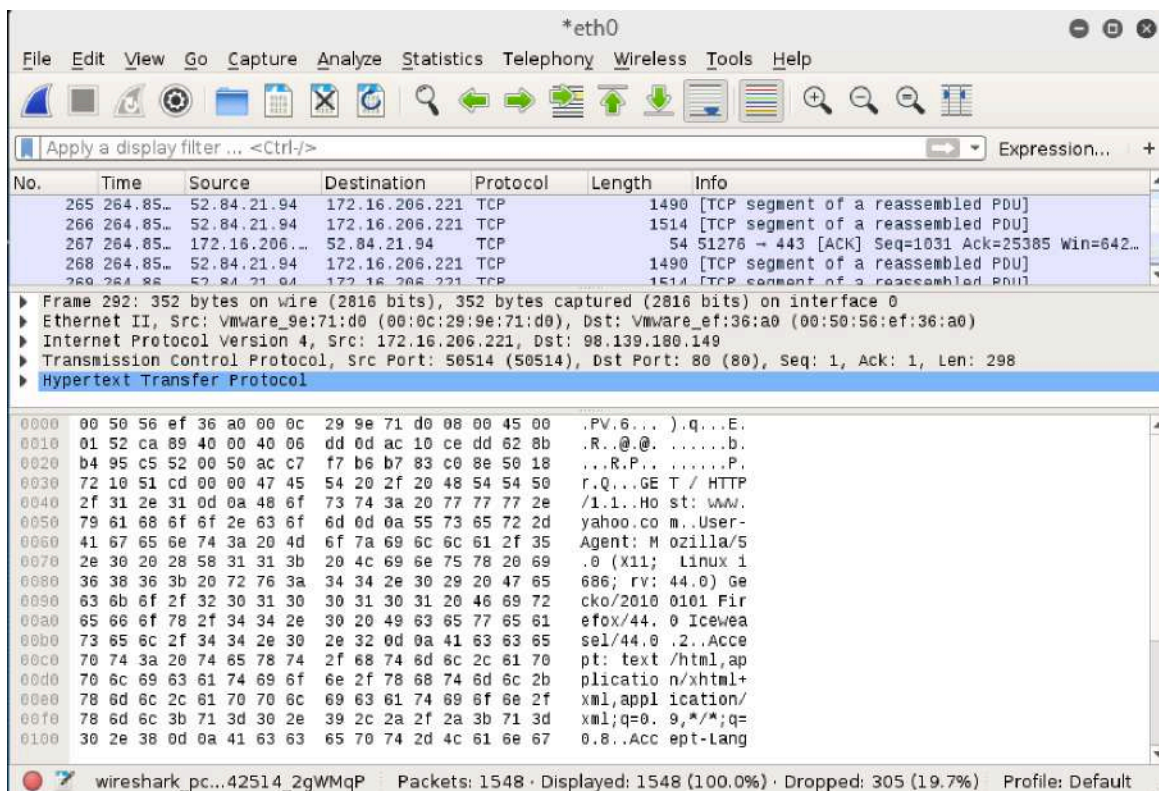 *eth0
File Edit View Go Capture Analyze Statistics Telephony Wireless Tools Help
Apply a display filter ... <Ctrl-/> Expression... +
No. Time Source Destination Protocol Length Info
265 264.85… 52.84.21.94 172.16.206.221 TCP 1490 [TCP segment of a reassembled PDU]
266 264.85… 52.84.21.94 172.16.206.221 TCP 1514 [TCP segment of a reassembled PDU]
267 264.85… 172.16.206.… 52.84.21.94 TCP 54 51276 → 443 [ACK] Seq=1031 Ack=25385 Win=642…
268 264.85… 52.84.21.94 172.16.206.221 TCP 1490 [TCP segment of a reassembled PDU]
269 264.86 52.84.21.94 172.16.206.221 TCP 1514 [TCP segment of a reassembled PDU]
Frame 292: 352 bytes on wire (2816 bits), 352 bytes captured (2816 bits) on interface 0
Ethernet II, Src: Vmware_9e:71:d0 (00:0c:29:9e:71:d0), Dst: Vmware_ef:36:a0 (00:50:56:ef:36:a0)
Internet Protocol Version 4, Src: 172.16.206.221, Dst: 98.139.180.149
Transmission Control Protocol, Src Port: 50514 (50514), Dst Port: 80 (80), Seq: 1, Ack: 1, Len: 298
Hypertext Transfer Protocol
0000 00 50 56 ef 36 a0 00 0c 29 9e 71 d0 08 00 45 00 .PV.6... ).q...E.
0010 01 52 ca 89 40 00 40 06 dd 0d ac 10 ce dd 62 8b .R..@.@. ......b.
0020 b4 95 c5 52 00 50 ac c7 f7 b6 b7 83 c0 8e 50 18 ...R.P.. ......P.
0030 72 10 51 cd 00 00 47 45 54 20 2f 20 48 54 54 50 r.Q...GE T / HTTP
0040 2f 31 2e 31 0d 0a 48 6f 73 74 3a 20 77 77 77 2e /1.1..Ho st: www.
0050 79 61 68 6f 6f 2e 63 6f 6d 0d 0a 55 73 65 72 2d yahoo.co m..User-
0060 41 67 65 6e 74 3a 20 4d 6f 7a 69 6c 6c 61 2f 35 Agent: M ozilla/5
0070 2e 30 20 28 58 31 31 3b 20 4c 69 6e 75 78 20 69 .0 (X11; Linux i
0080 36 38 36 3b 20 72 76 3a 34 34 2e 30 29 20 47 65 686; rv: 44.0) Ge
0090 63 6b 6f 2f 32 30 31 30 30 31 30 31 20 46 69 72 cko/2010 0101 Fir
00a0 65 66 6f 78 2f 34 34 2e 30 20 49 63 65 77 65 61 efox/44. 0 Icewea
00b0 73 65 6c 2f 34 34 2e 30 2e 32 0d 0a 41 63 63 65 sel/44.0 .2..Acce
00c0 70 74 3a 20 74 65 78 74 2f 68 74 6d 6c 2c 61 70 pt: text /html,ap
00d0 70 6c 69 63 61 74 69 6f 6e 2f 78 68 74 6d 6c 2b plicatio n/xhtml+
00e0 78 6d 6c 2c 61 70 70 6c 69 63 61 74 69 6f 6e 2f xml,appl ication/
00f0 78 6d 6c 3b 71 3d 30 2e 39 2c 2a 2f 2a 3b 71 3d xml;q=0. 9,*/*;q=
0100 30 2e 38 0d 0a 41 63 63 65 70 74 2d 4c 61 6e 67 0.8..Acc ept-Lang
wireshark_pc...42514_2gWMqP Packets: 1548 · Displayed: 1548 (100.0%) · Dropped: 305 (19.7%) Profile: Default